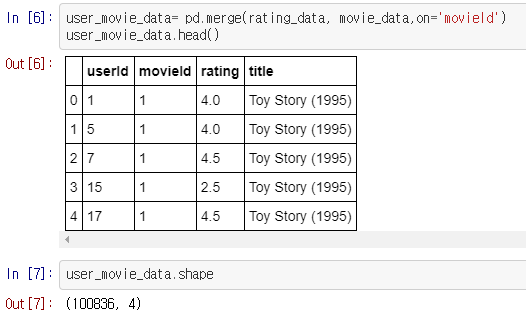 In [6]: user_movie_data= pd.merge(rating_data, movie_data,on='movieId')
user_movie_data.head()
Out[6]:
userId movieId rating title
0 1 1 4.0 Toy Story (1995)
1 5 1 4.0 Toy Story (1995)
2 7 1 4.5 Toy Story (1995)
3 15 1 2.5 Toy Story (1995)
4 17 1 4.5 Toy Story (1995)
In [7]: user_movie_data.shape
Out[7]: (100836, 4)